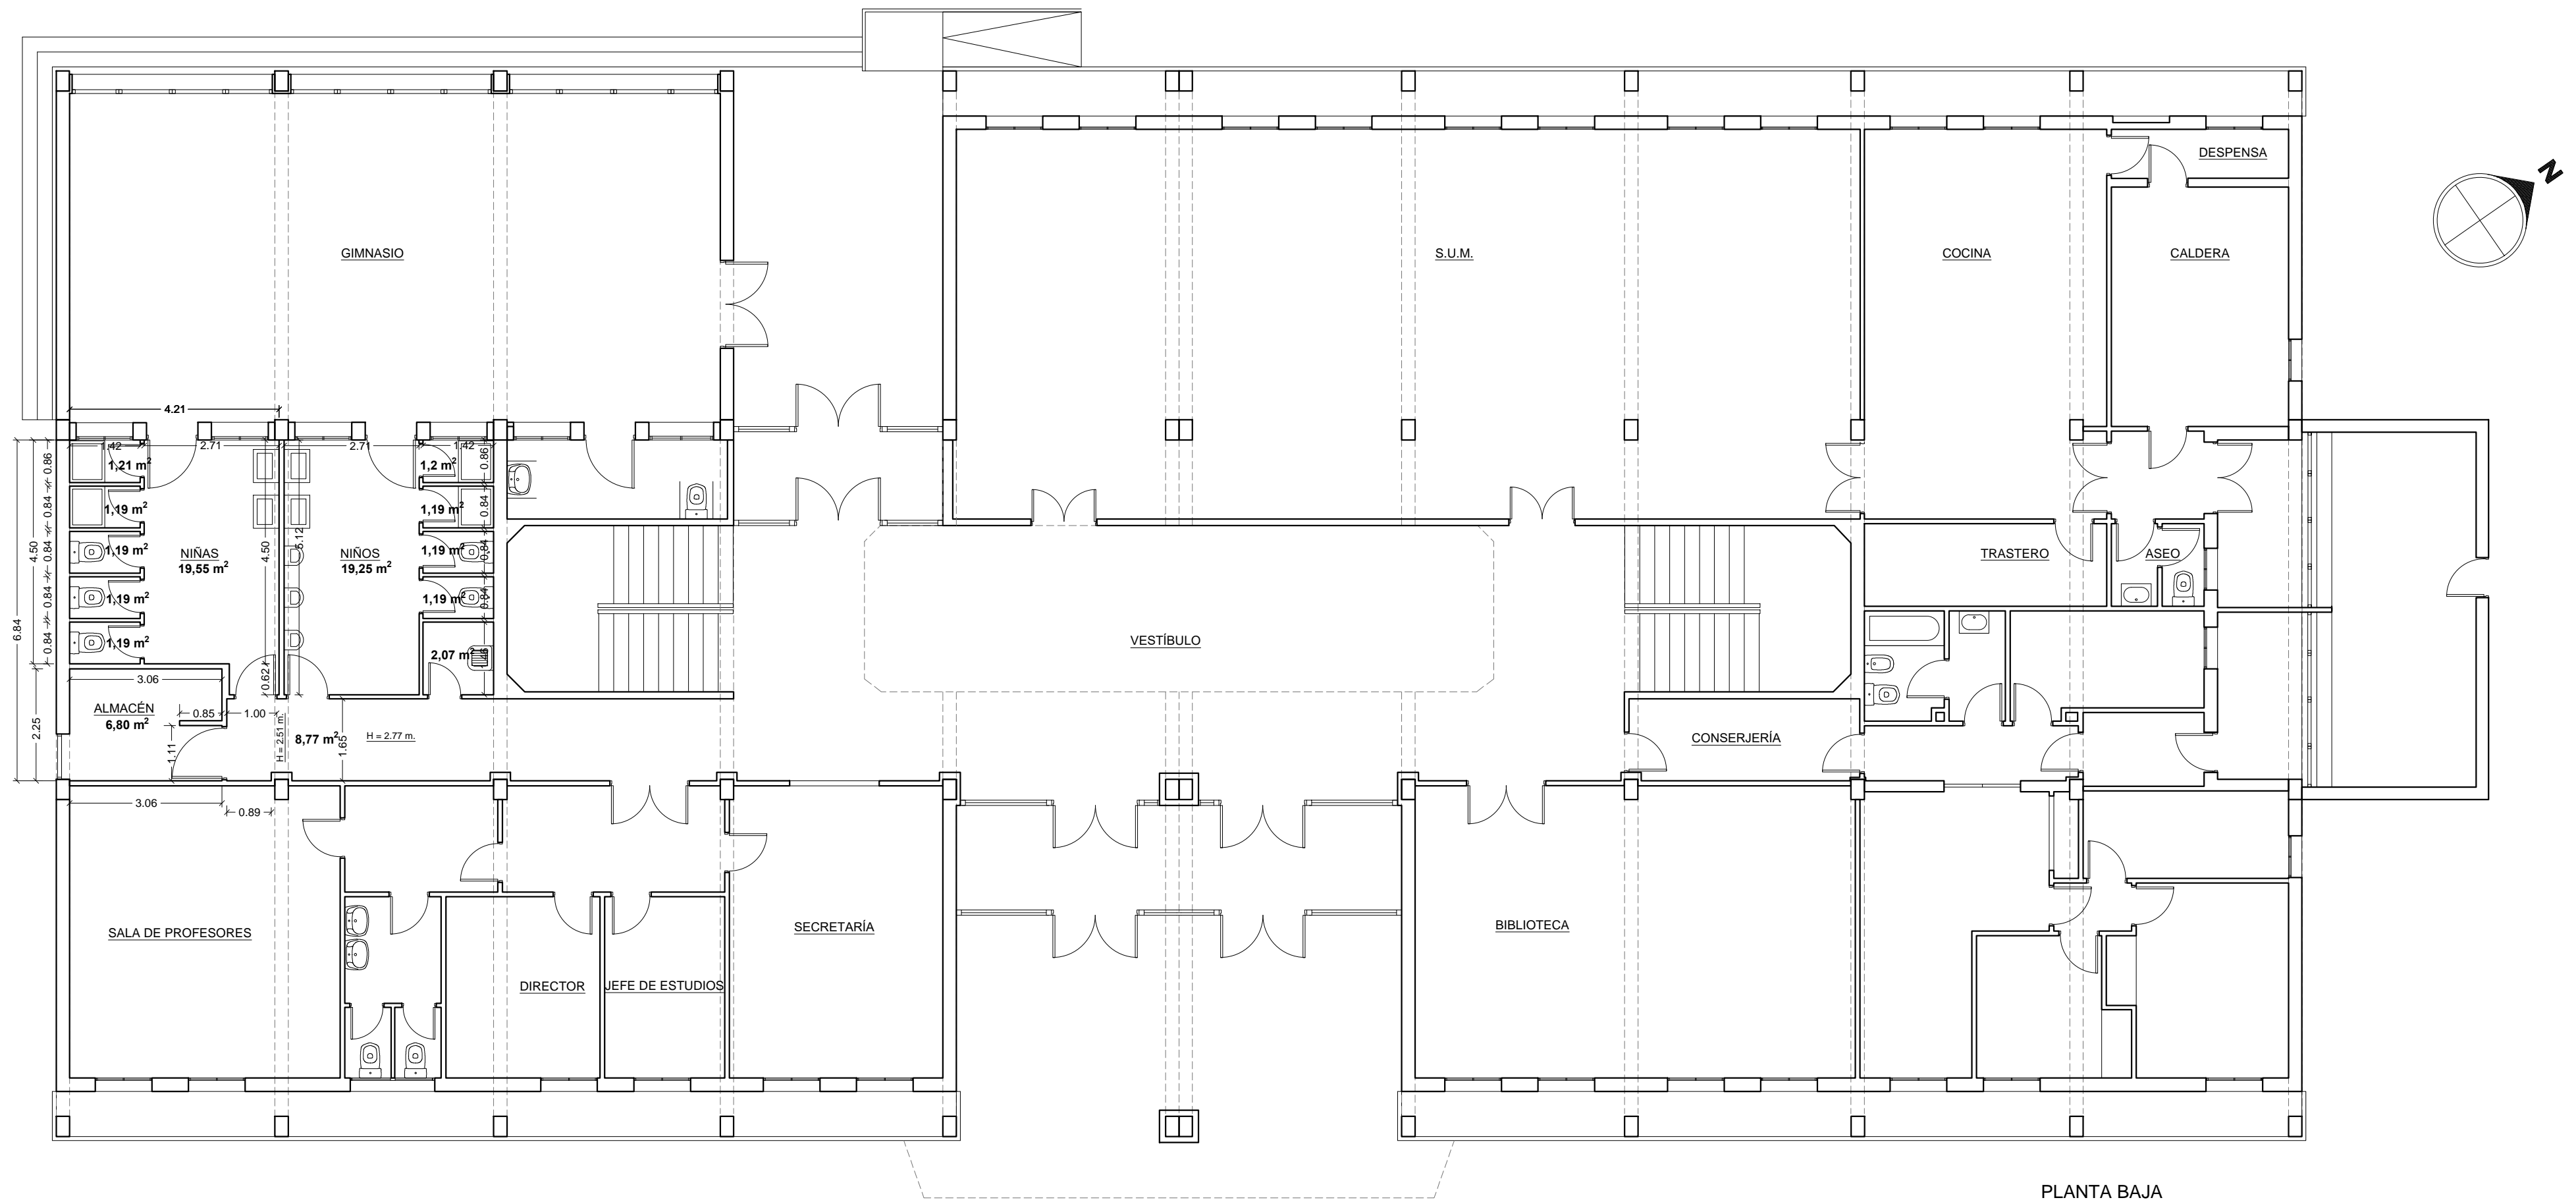 N
DESPENSA
GIMNASIO
S.U.M.
COCINA
CALDERA
4.21
1.42
2.71
2.71
1.42
0.86
1,21 m²
1,2 m²
0.86
0.84
1,19 m²
1,19 m²
0.84
4.50
0.84
1,19 m²
NIÑAS
19,55 m²
4.50
5.12
NIÑOS
19,25 m²
1,19 m²
0.84
TRASTERO
ASEO
0.84
1,19 m²
1,19 m²
0.84
6.84
0.84
1,19 m²
2,07 m²
VESTÍBULO
3.06
0.62
ALMACÉN
6,80 m²
0.85
1.00
2.25
1.11
H = 2.51 m.
8,77 m²
1.65
H = 2.77 m.
CONSERJERÍA
3.06
0.89
SALA DE PROFESORES
SECRETARÍA
BIBLIOTECA
DIRECTOR
JEFE DE ESTUDIOS
PLANTA BAJA